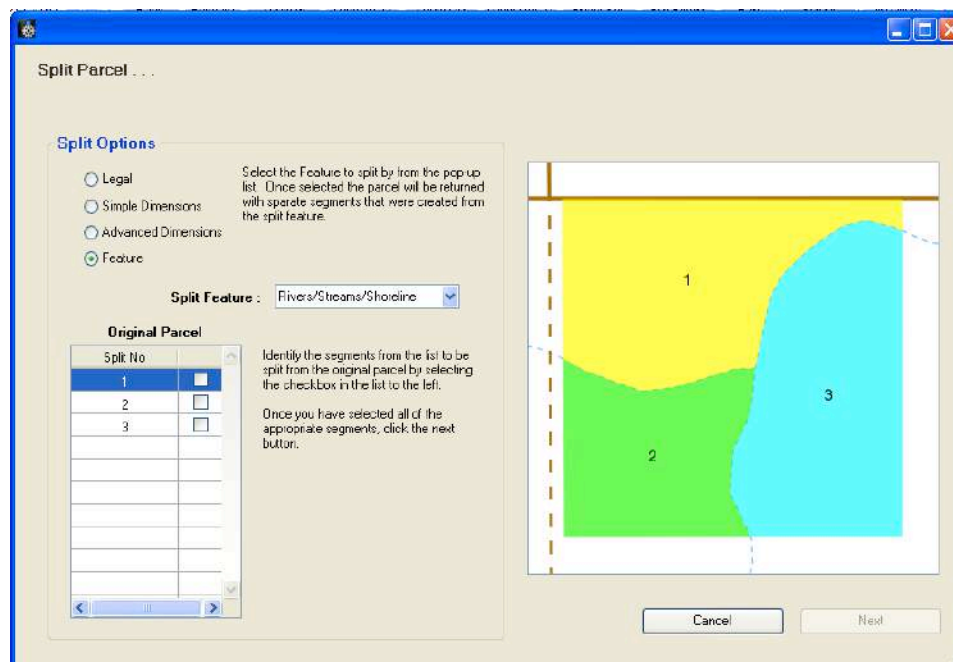 Split Parcel . . .
Split Options
Legal
Simple Dimensions
Advanced Dimensions
Feature
Select the Feature to split by from the pop up
list. Once selected the parcel will be returned
with sparate segments that were created from
the split feature.
Split Feature :
Rivers/Streams/Shoreline
Original Parcel
Split No
1
2
3
Identify the segments from the list to be
split from the original parcel by selecting
the checkbox in the list to the left.
Once you have selected all of the
appropriate segments, click the next
button.
1
2
3
Cancel
Next